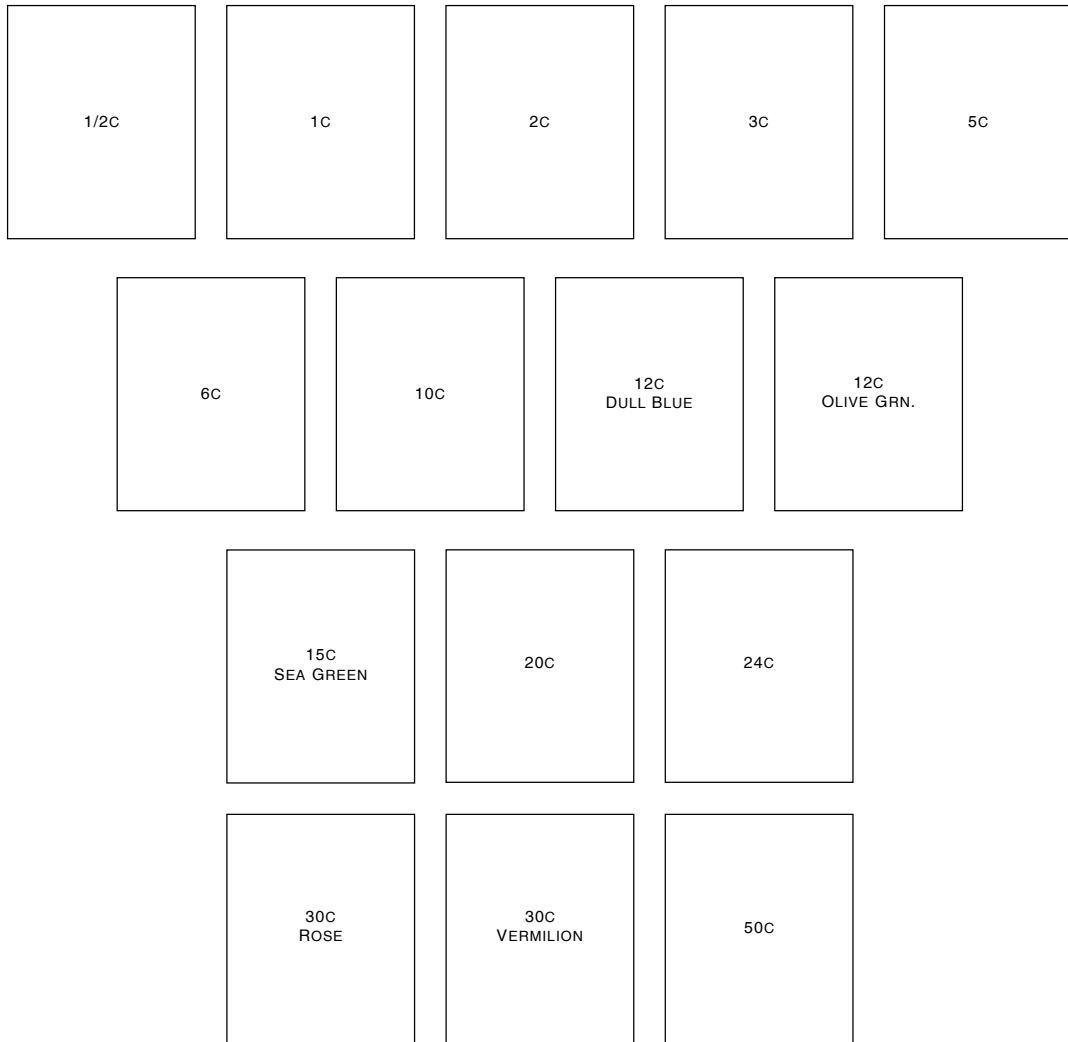 1/2C
1C
2C
3C
5C
6C
10C
12C
DULL BLUE
12C
OLIVE GRN.
15C
SEA GREEN
20C
24C
30C
ROSE
30C
VERMILION
50C